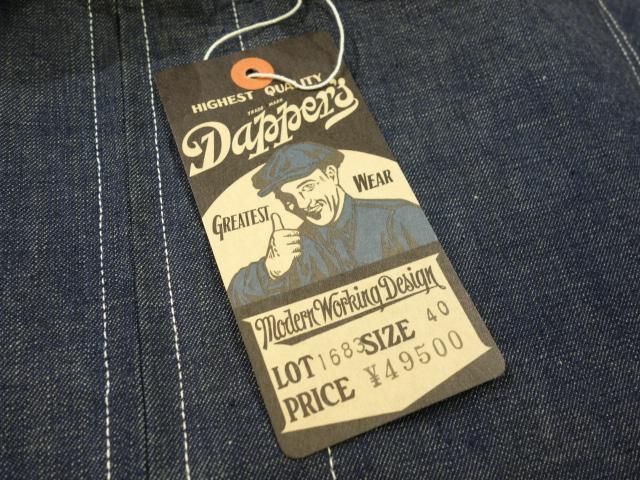 HIGHEST QUALITY
TRADE MARK
Dapper's
GREATEST WEAR
Modern Working Design
LOT 1683 SIZE 40
PRICE ¥49500